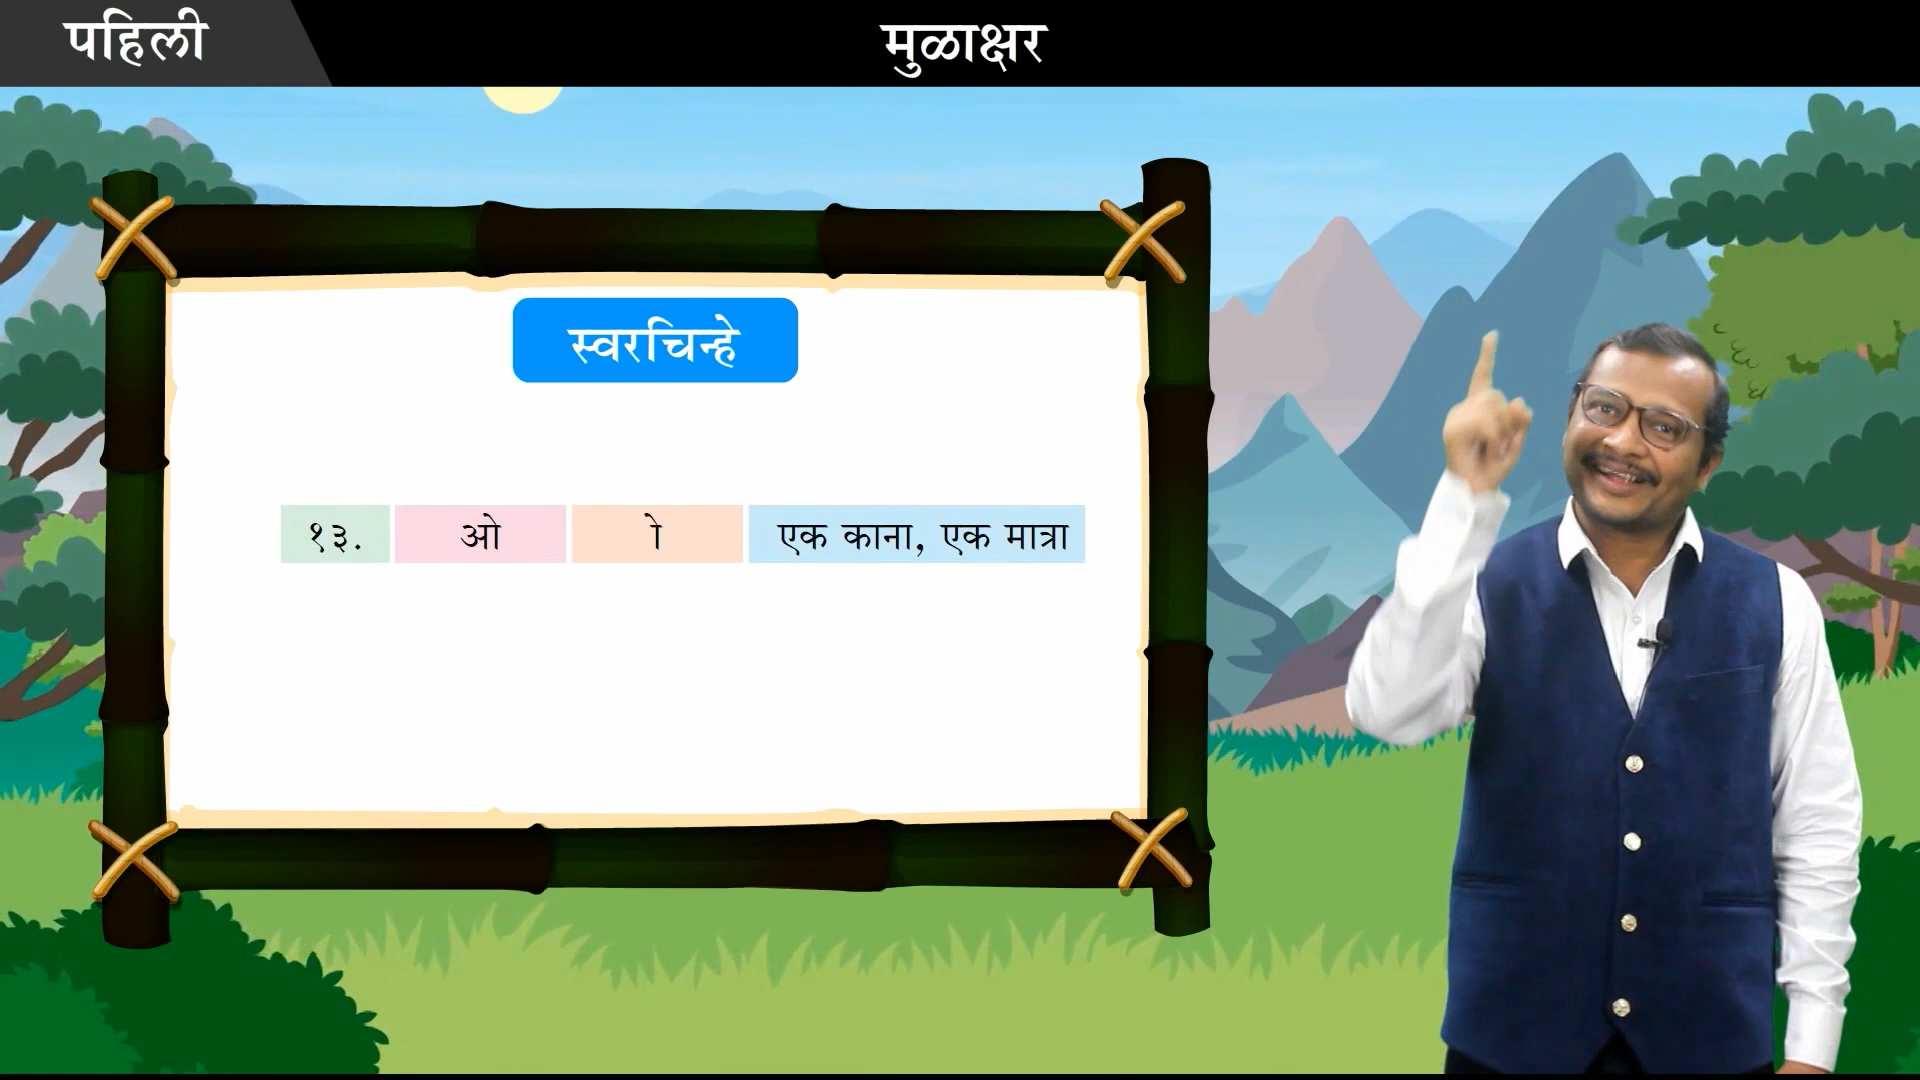 पहिली
मुळाक्षर
स्वरचिन्हे
१३. ओ ो एक काना, एक मात्रा